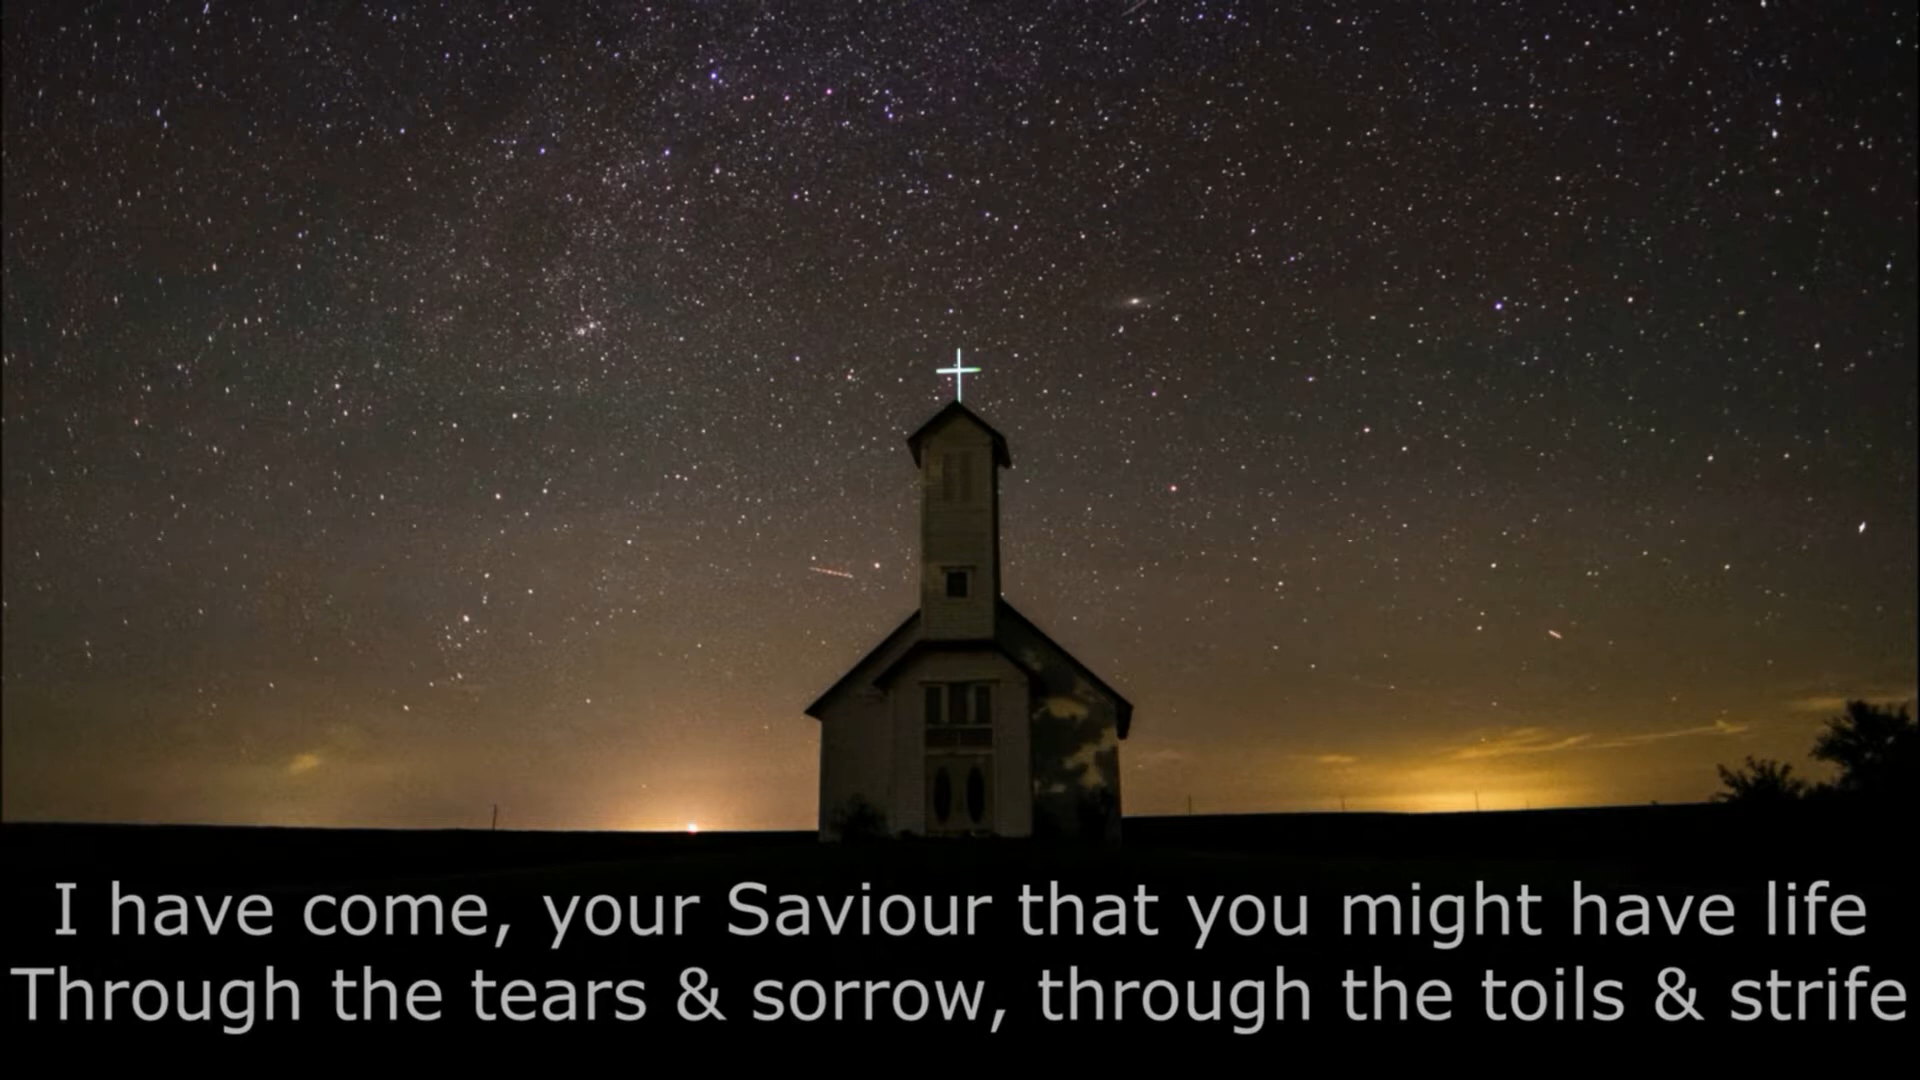 I have come, your Saviour that you might have life
Through the tears & sorrow, through the toils & strife